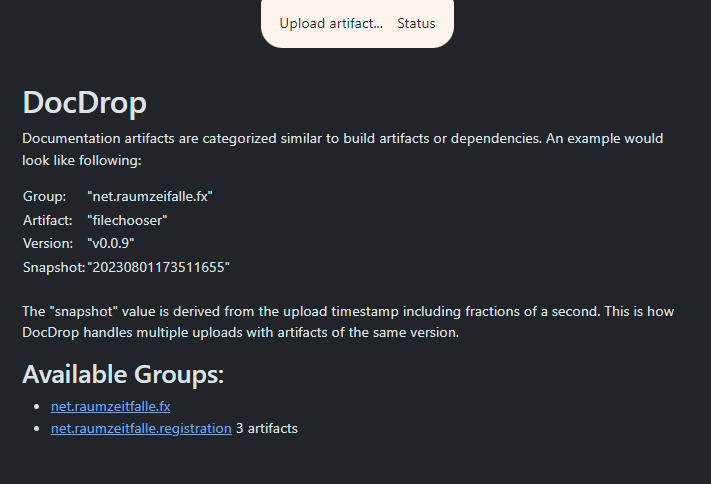 Upload artifact... Status
DocDrop
Documentation artifacts are categorized similar to build artifacts or dependencies. An example would
look like following:
Group: "net.raumzeifalle.fx"
Artifact: "filechooser"
Version: "v0.0.9"
Snapshot: "20230801173511655"
The "snapshot" value is derived from the upload timestamp including fractions of a second. This is how
DocDrop handles multiple uploads with artifacts of the same version.
Available Groups:
net.raumzeitfalle.fx
net.raumzeitfalle.registration 3 artifacts